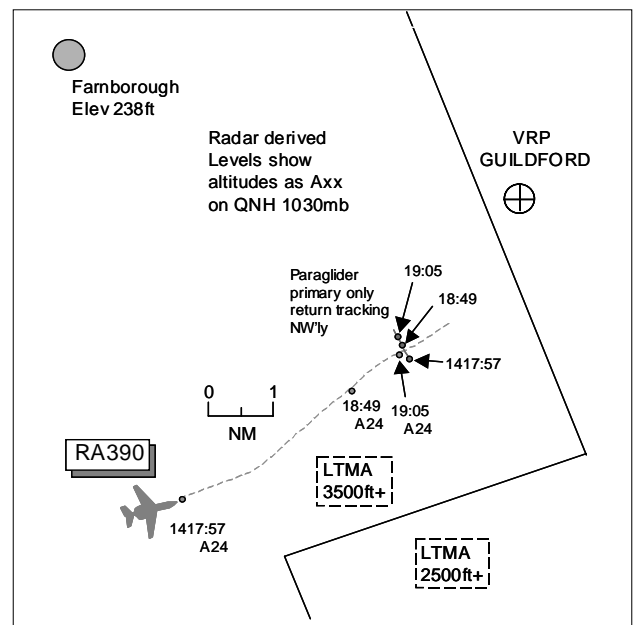 Farnborough
Elev 238ft
Radar derived
Levels show
altitudes as Axx
on QNH 1030mb
VRP
GUILDFORD
Paraglider
primary only
return tracking
NW'ly
19:05
18:49
1417:57
0 1
NM
18:49
A24
19:05
A24
RA390
LTMA
3500ft+
1417:57
A24
LTMA
2500ft+